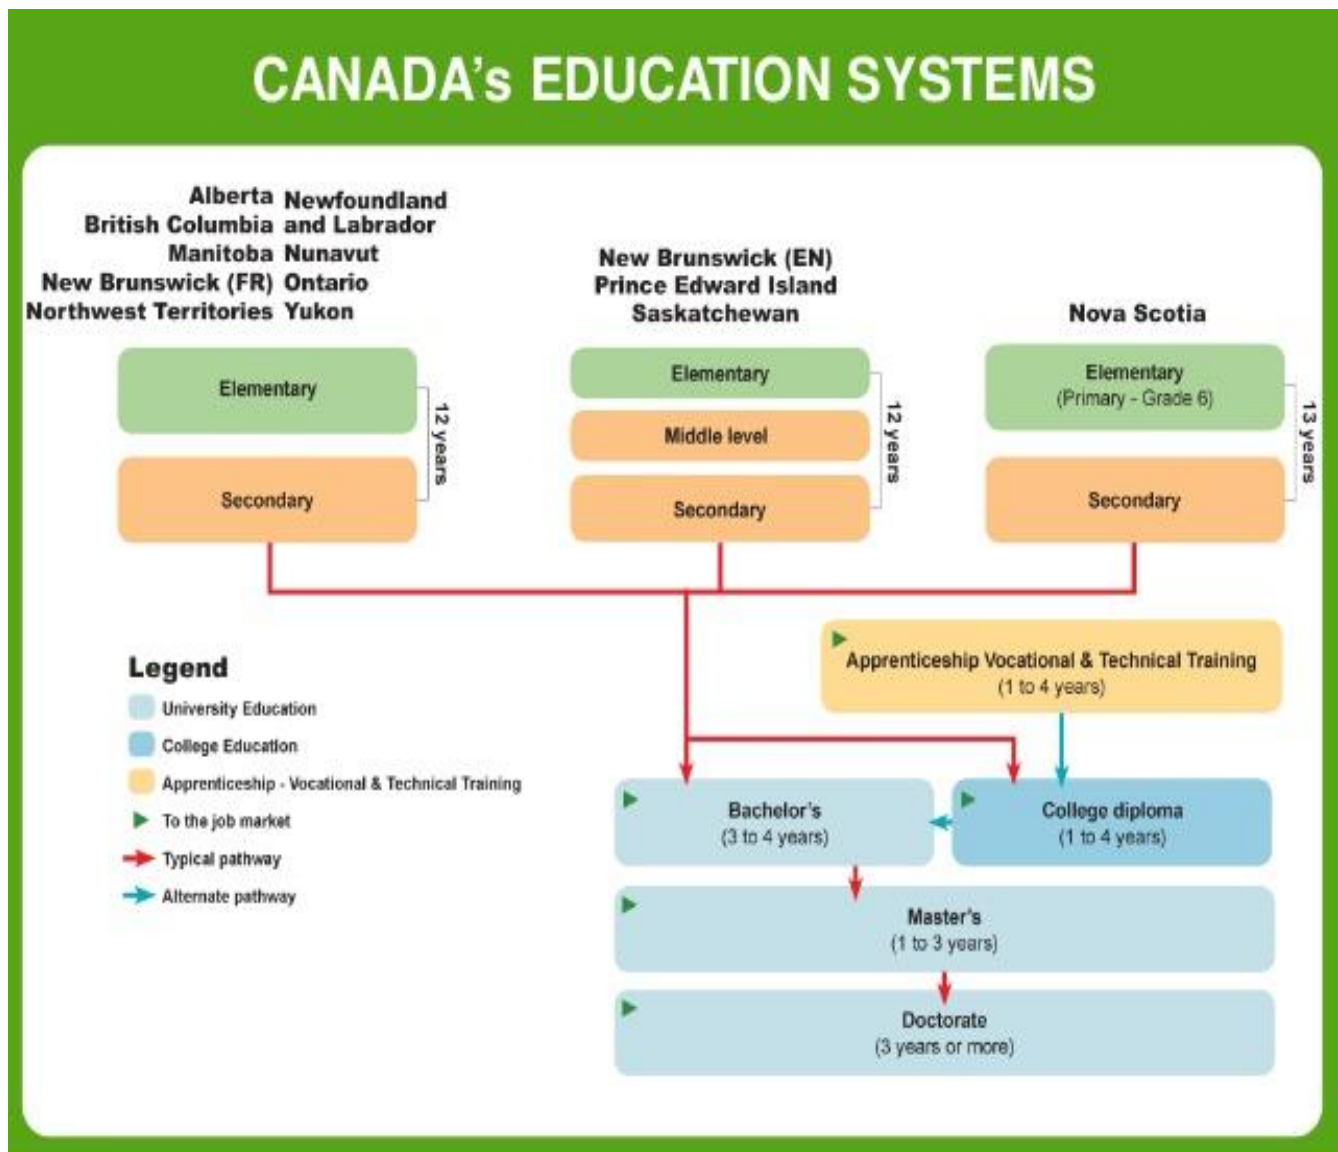 CANADA's EDUCATION SYSTEMS
Alberta
British Columbia
Manitoba
New Brunswick (FR)
Northwest Territories
Newfoundland
and Labrador
Nunavut
Ontario
Yukon
Elementary
Secondary
12 years
New Brunswick (EN)
Prince Edward Island
Saskatchewan
Elementary
Middle level
Secondary
12 years
Nova Scotia
Elementary
(Primary - Grade 6)
Secondary
13 years
Apprenticeship Vocational & Technical Training
(1 to 4 years)
Legend
University Education
College Education
Apprenticeship - Vocational & Technical Training
To the job market
Typical pathway
Alternate pathway
Bachelor's
(3 to 4 years)
College diploma
(1 to 4 years)
Master's
(1 to 3 years)
Doctorate
(3 years or more)